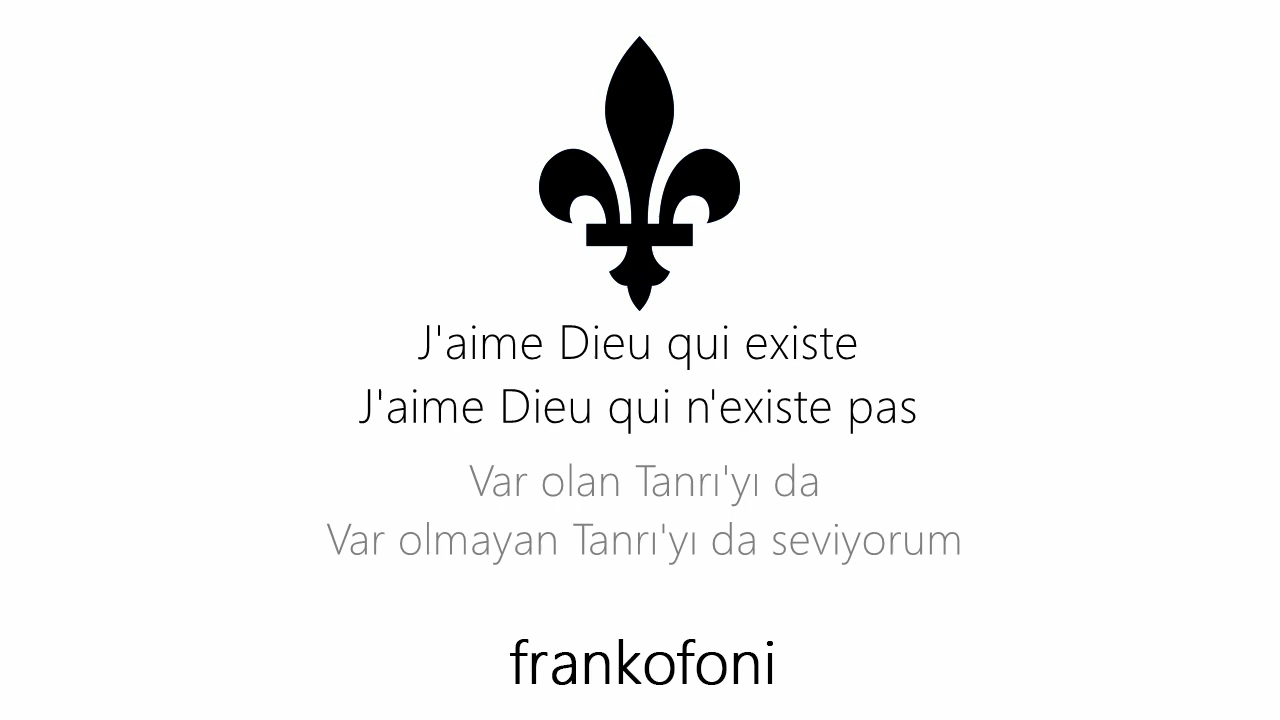 J'aime Dieu qui existe
J'aime Dieu qui n'existe pas
Var olan Tanrı'yı da
Var olmayan Tanrı'yı da seviyorum
frankofoni